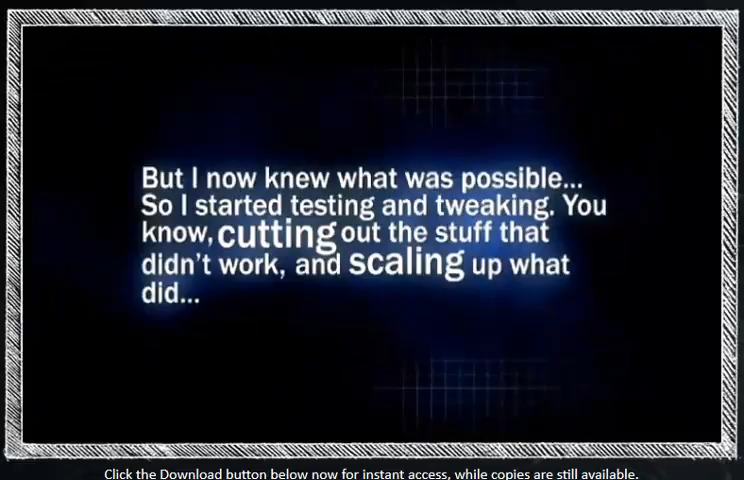 But I now knew what was possible...
So I started testing and tweaking. You
know, cutting out the stuff that
didn't work, and scaling up what
did...
Click the Download button below now for instant access, while copies are still available.